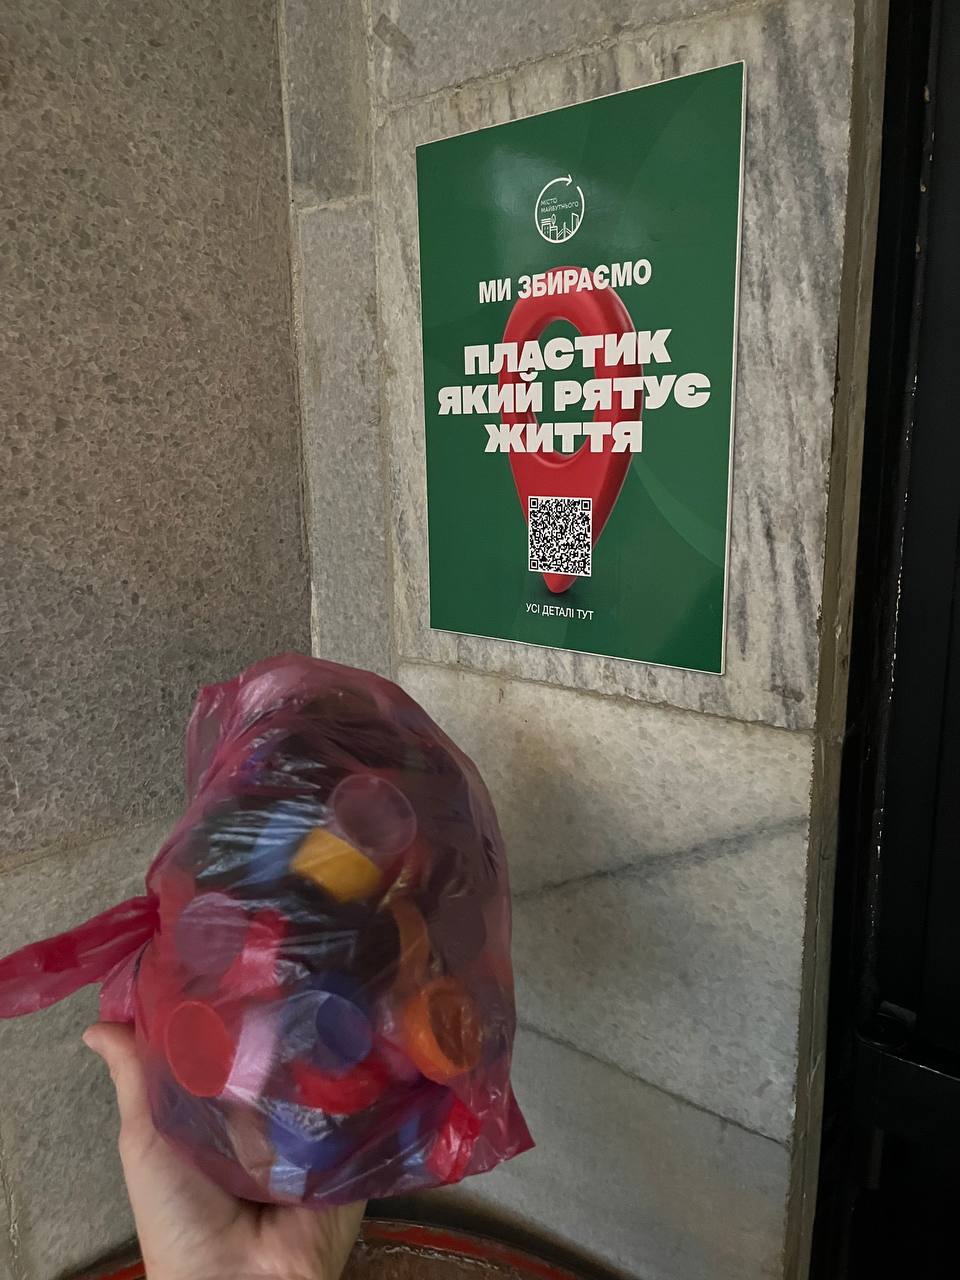 МІСТО
МАЙБУТНЬОГО
МИ ЗБИРАЄМО
ПЛАСТИК
ЯКИЙ РЯТУЄ
ЖИТТЯ
УСІ ДЕТАЛІ ТУТ